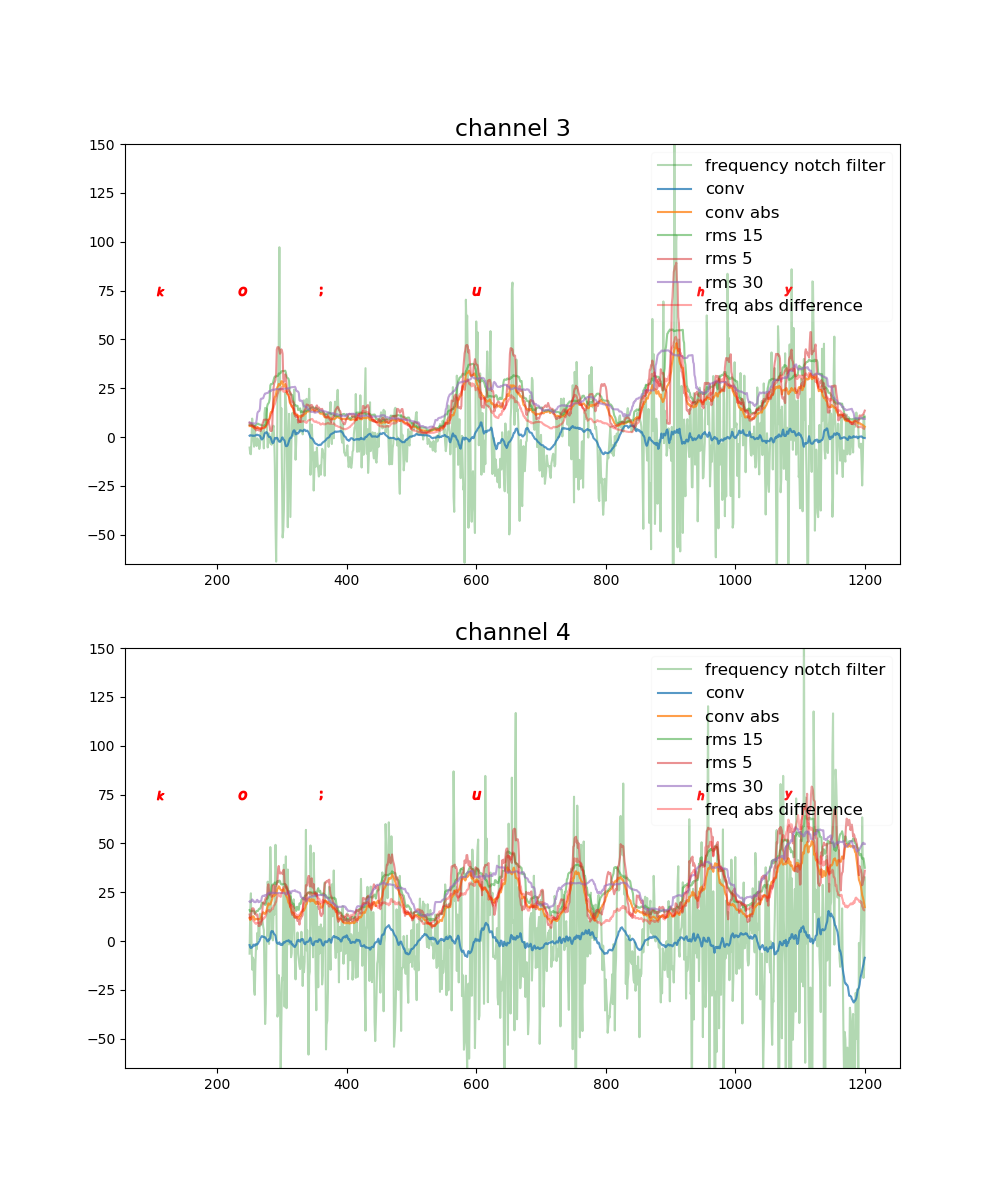 channel 3
150
125
100
75
50
25
0
−25
−50
frequency notch filter
conv
conv abs
rms 15
rms 5
rms 30
freq abs difference
k o ; u h y
200 400 600 800 1000 1200
channel 4
150
125
100
75
50
25
0
−25
−50
frequency notch filter
conv
conv abs
rms 15
rms 5
rms 30
freq abs difference
k o ; u h y
200 400 600 800 1000 1200